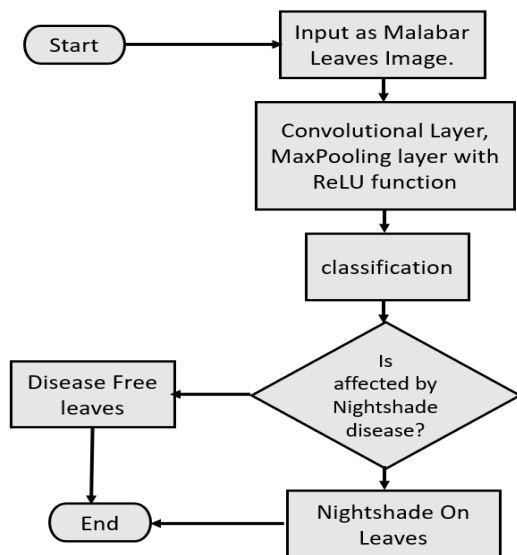 Start
Input as Malabar
Leaves Image.
Convolutional Layer,
MaxPooling layer with
ReLU function
classification
Is
affected by
Nightshade
disease?
Disease Free
leaves
Nightshade On
Leaves
End